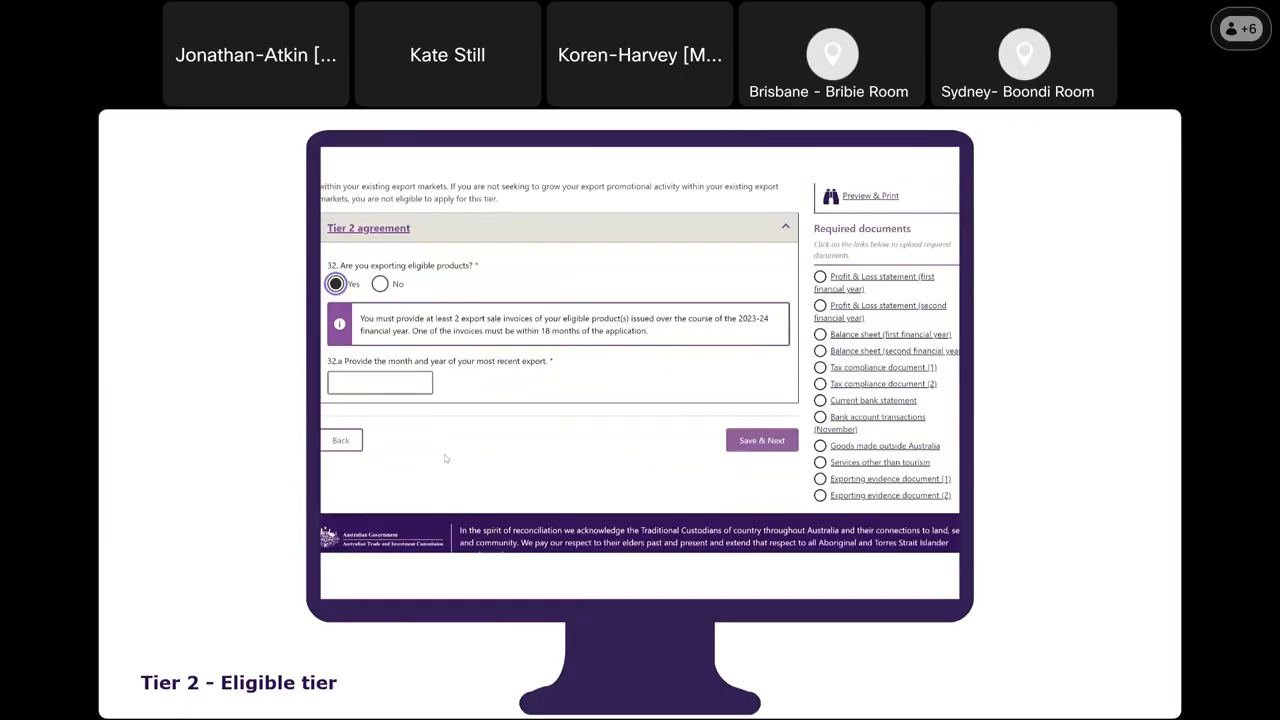 Jonathan-Atkin [...
Kate Still
Koren-Harvey [M...
Brisbane - Bribie Room
Sydney- Boondi Room
+6
within your existing export markets. If you are not seeking to grow your export promotional activity within your existing export
markets, you are not eligible to apply for this tier.
Tier 2 agreement
32. Are you exporting eligible products? *
Yes
No
You must provide at least 2 export sale invoices of your eligible product(s) issued over the course of the 2023-24
financial year. One of the invoices must be within 18 months of the application.
32.a Provide the month and year of your most recent export. *
Back
Save & Next
Preview & Print
Required documents
Click on the links below to upload required
documents
Profit & Loss statement (first
financial year)
Profit & Loss statement (second
financial year)
Balance sheet (first financial year)
Balance sheet (second financial year
Tax compliance document (1)
Tax compliance document (2)
Current bank statement
Bank account transactions
(November)
Goods made outside Australia
Services other than tourism
Exporting evidence document (1)
Exporting evidence document (2)
Australian Government
Australian Trade and Investment Commission
In the spirit of reconciliation we acknowledge the Traditional Custodians of country throughout Australia and their connections to land, se
and community. We pay our respect to their elders past and present and extend that respect to all Aboriginal and Torres Strait Islander
Tier 2 - Eligible tier